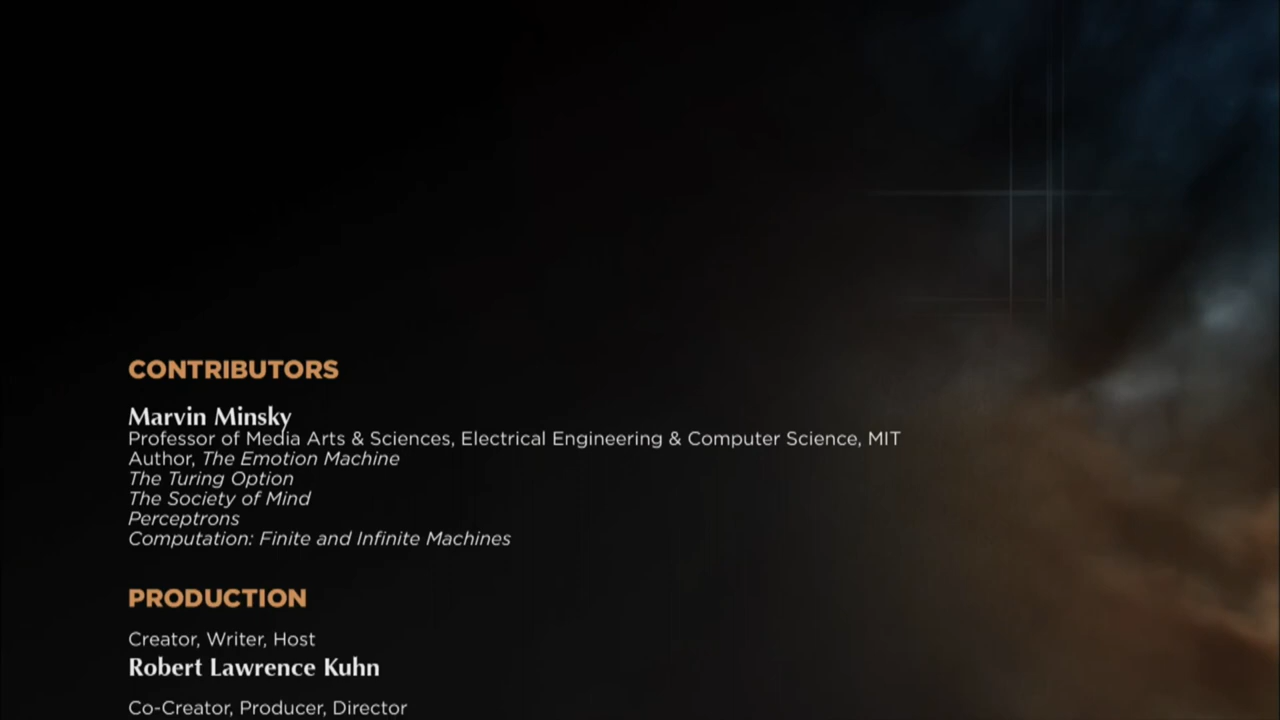 CONTRIBUTORS
Marvin Minsky
Professor of Media Arts & Sciences, Electrical Engineering & Computer Science, MIT
Author, The Emotion Machine
The Turing Option
The Society of Mind
Perceptrons
Computation: Finite and Infinite Machines
PRODUCTION
Creator, Writer, Host
Robert Lawrence Kuhn
Co-Creator, Producer, Director